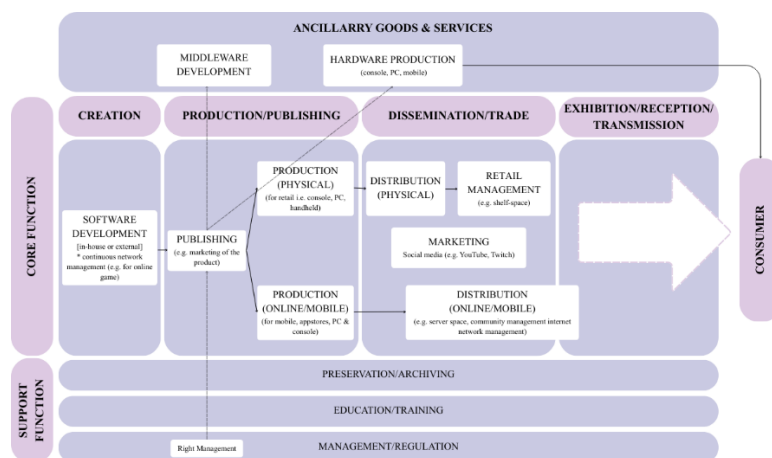 ANCILLARRY GOODS & SERVICES
MIDDLEWARE
DEVELOPMENT
HARDWARE PRODUCTION
(console, PC, mobile)
CREATION
PRODUCTION/PUBLISHING
DISSEMINATION/TRADE
EXHIBITION/RECEPTION/
TRANSMISSION
CORE FUNCTION
SOFTWARE
DEVELOPMENT
[in-house or external]
* continuous network
management (e.g. for online
game)
PUBLISHING
(e.g. marketing of the
product)
PRODUCTION
(PHYSICAL)
(for retail i.e. console, PC,
handheld)
DISTRIBUTION
(PHYSICAL)
RETAIL
MANAGEMENT
(e.g. shelf-space)
MARKETING
Social media (e.g. YouTube, Twitch)
PRODUCTION
(ONLINE/MOBILE)
(for mobile, appstores, PC &
console)
DISTRIBUTION
(ONLINE/MOBILE)
(e.g. server space, community management internet
network management)
CONSUMER
SUPPORT
FUNCTION
PRESERVATION/ARCHIVING
EDUCATION/TRAINING
Right Management
MANAGEMENT/REGULATION